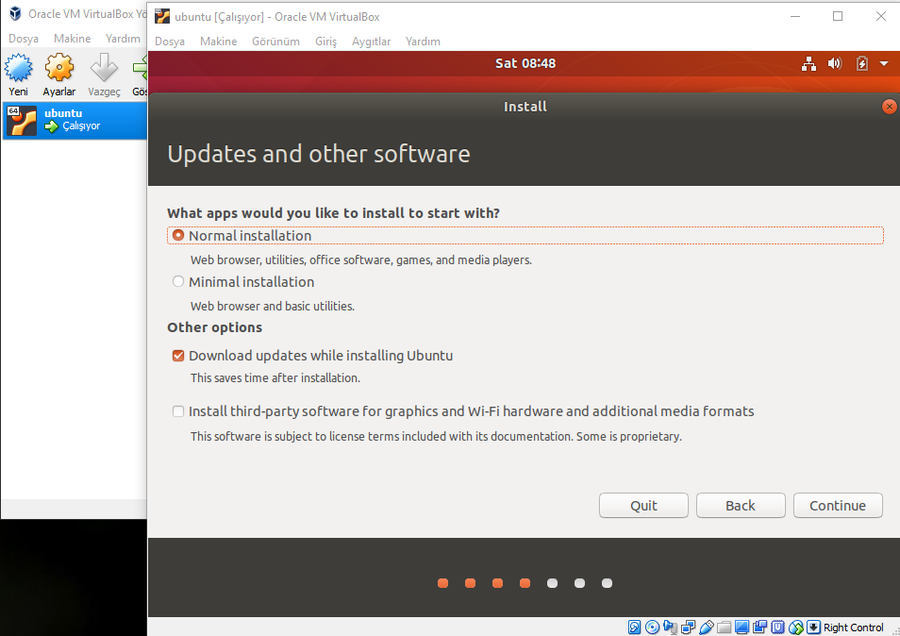 Oracle VM VirtualBox Yö
Dosya Makine Yardım
Yeni Ayarlar Vazgeç Gös
64
ubuntu
Çalışıyor
ubuntu [Çalışıyor] - Oracle VM VirtualBox
Dosya Makine Görünüm Giriş Aygıtlar Yardım
Sat 08:48
Install
Updates and other software
What apps would you like to install to start with?
Normal installation
Web browser, utilities, office software, games, and media players.
Minimal installation
Web browser and basic utilities.
Other options
Download updates while installing Ubuntu
This saves time after installation.
Install third-party software for graphics and Wi-Fi hardware and additional media formats
This software is subject to license terms included with its documentation. Some is proprietary.
Quit Back Continue
Right Control